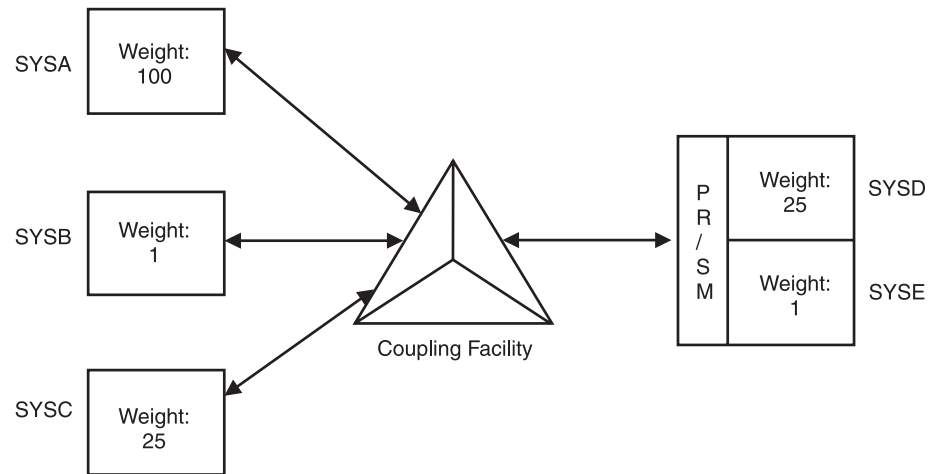 SYSA
Weight:
100
SYSB
Weight:
1
SYSC
Weight:
25
Coupling Facility
P
R
/
S
M
Weight:
25
SYSD
Weight:
1
SYSE